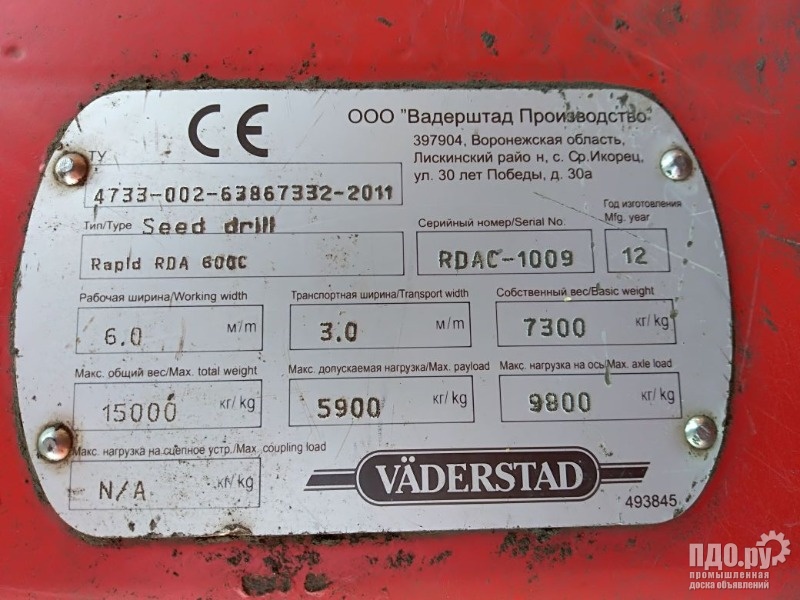 CE
ООО "Вадерштад Производство"
397904, Воронежская область,
Лискинский райо н, с. Ср.Икорец,
ул. 30 лет Победы, д. 30а
ТУ
4733-002-63867332-2011
Тип/Type Seed drill
Rapid RDA 600C
Серийный номер/Serial No.
RDAC-1009
Год изготовления
Mfg. year
12
Рабочая ширина/Working width
6.0 м/m
Транспортная ширина/Transport width
3.0 м/m
Собственный вес/Basic weight
7300 кг/kg
Макс. общий вес/Max. total weight
15000 кг/kg
Макс. допускаемая нагрузка/Max. payload
5900 кг/kg
Макс. нагрузка на ось/Max. axle load
9800 кг/kg
Макс. нагрузка на сцепное устр./Max. coupling load
N/A кг/kg
VÄDERSTAD
493845
ПДО.ру
промышленная
доска объявлений